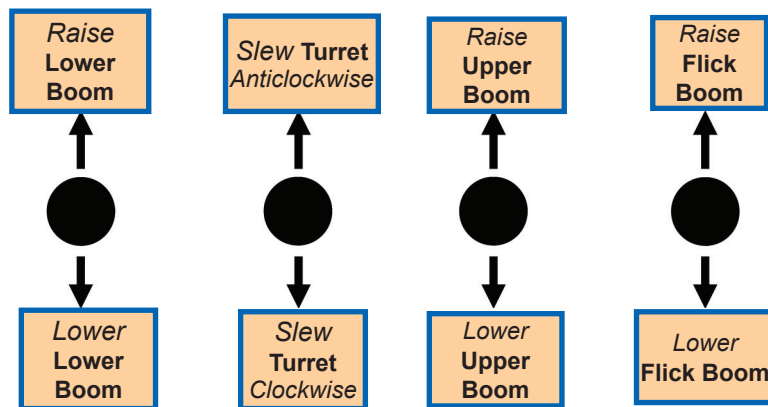 Raise
Lower
Boom
Slew Turret
Anticlockwise
Raise
Upper
Boom
Raise
Flick
Boom
Lower
Lower
Boom
Slew
Turret
Clockwise
Lower
Upper
Boom
Lower
Flick Boom